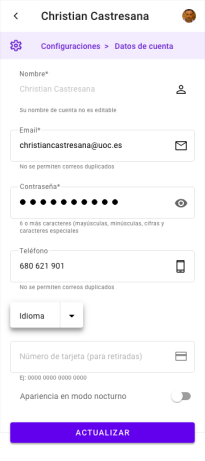 Christian Castresana
Configuraciones > Datos de cuenta
Nombre*
Christian Castresana
Su nombre de cuenta no es editable
Email*
christiancastresana@uoc.es
No se permiten correos duplicados
Contraseña*
6 o más caracteres (mayúsculas, minúsculas, cifras y
caracteres especiales
Teléfono
680 621 901
No se permiten correos duplicados
Idioma
Número de tarjeta (para retiradas)
Ej: 0000 0000 0000 0000
Apariencia en modo nocturno
ACTUALIZAR